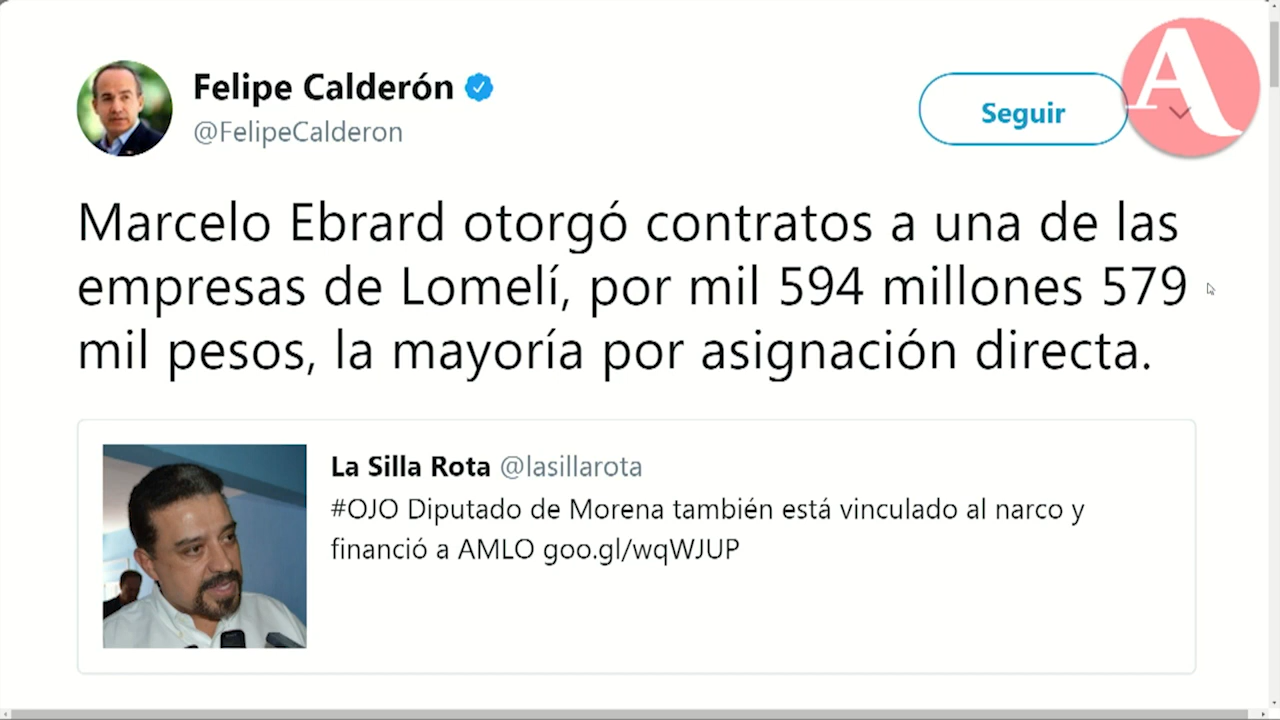 Felipe Calderón
@FelipeCalderon
Seguir
A
Marcelo Ebrard otorgó contratos a una de las
empresas de Lomelí, por mil 594 millones 579
mil pesos, la mayoría por asignación directa.
La Silla Rota @lasillarota
#OJO Diputado de Morena también está vinculado al narco y
financió a AMLO goo.gl/wqWJUP